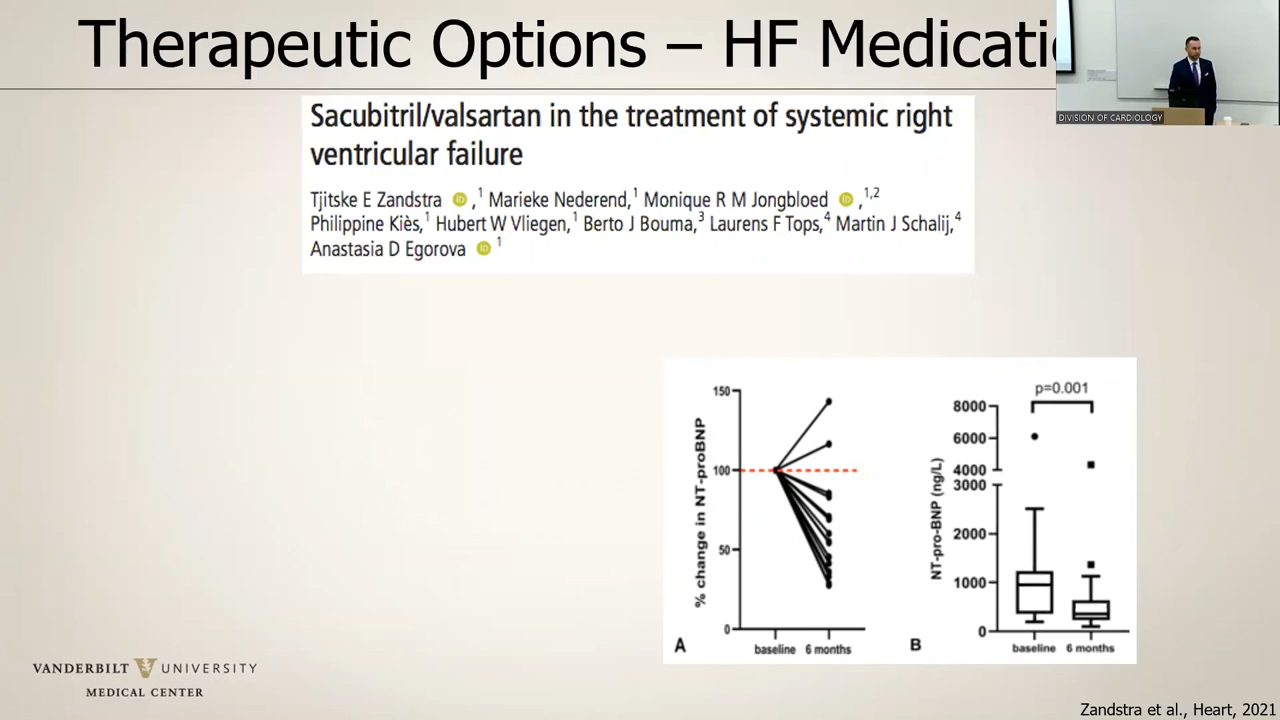 Therapeutic Options – HF Medicati
DIVISION OF CARDIOLOGY
Sacubitril/valsartan in the treatment of systemic right
ventricular failure
Tjitske E Zandstra iD ,1 Marieke Nederend,1 Monique R M Jongbloed iD ,1,2
Philippine Kiès,1 Hubert W Vliegen,1 Berto J Bouma,3 Laurens F Tops,4 Martin J Schalij,4
Anastasia D Egorova iD 1
% change in NT-proBNP
150
100
50
0
baseline 6 months
A
p=0.001
NT-pro-BNP (ng/L)
8000
6000
4000
3000
2000
1000
0
baseline 6 months
B
VANDERBILT V UNIVERSITY
MEDICAL CENTER
Zandstra et al., Heart, 2021